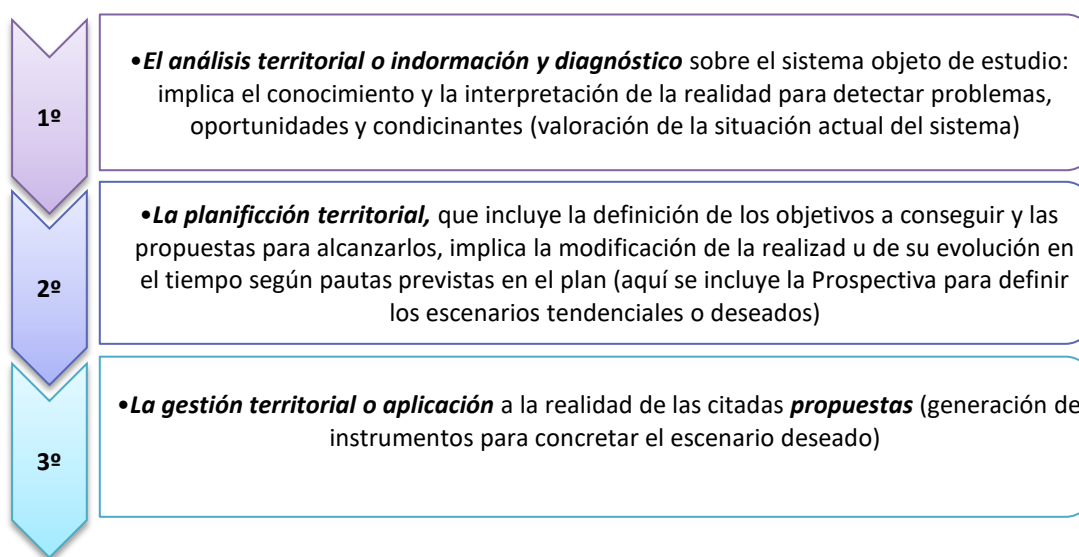 1º
•El análisis territorial o indormación y diagnóstico sobre el sistema objeto de estudio:
implica el conocimiento y la interpretación de la realidad para detectar problemas,
oportunidades y condicinantes (valoración de la situación actual del sistema)
2º
•La planificción territorial, que incluye la definición de los objetivos a conseguir y las
propuestas para alcanzarlos, implica la modificación de la realizad u de su evolución en
el tiempo según pautas previstas en el plan (aquí se incluye la Prospectiva para definir
los escenarios tendenciales o deseados)
3º
•La gestión territorial o aplicación a la realidad de las citadas propuestas (generación de
instrumentos para concretar el escenario deseado)